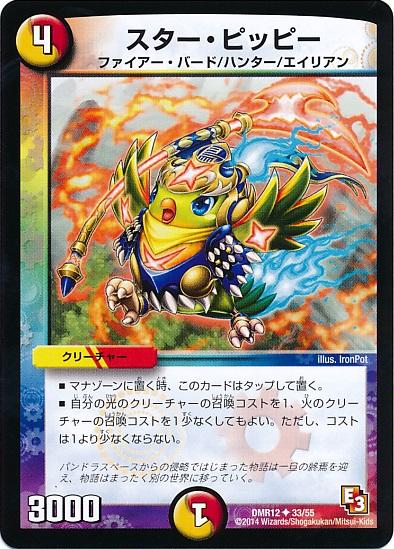 4
スター・ピッピー
ファイアー・バード/ハンター/エイリアン
illus. IronPot
クリーチャー
■ マナゾーンに置く時、このカードはタップして置く。
■ 自分の光のクリーチャーの召喚コストを1、火のクリー
チャーの召喚コストを1少なくしてもよい。ただし、コスト
は1より少なくならない。
パンドラスペースからの侵略ではじまった物語は一旦の終焉を迎
え、物語はまったく別の世界に移っていく。
3000
1
DMR12 ◆ 33/55
©2014 Wizards/Shogakukan/Mitsui-Kids
E3